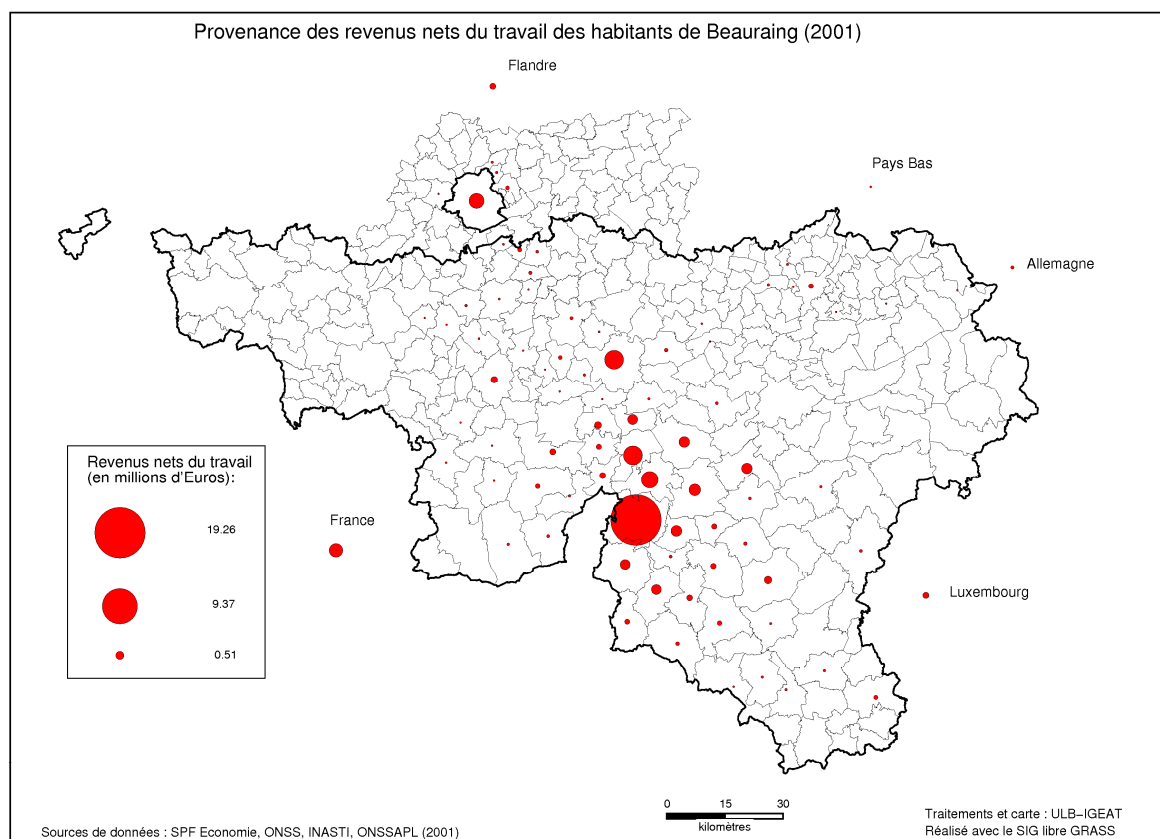 Provenance des revenus nets du travail des habitants de Beauraing (2001)
Flandre
Pays Bas
Allemagne
Revenus nets du travail
(en millions d'Euros):
19.26
9.37
0.51
France
Luxembourg
0 15 30
kilomètres
Sources de données : SPF Economie, ONSS, INASTI, ONSSAPL (2001)
Traitements et carte : ULB-IGEAT
Réalisé avec le SIG libre GRASS